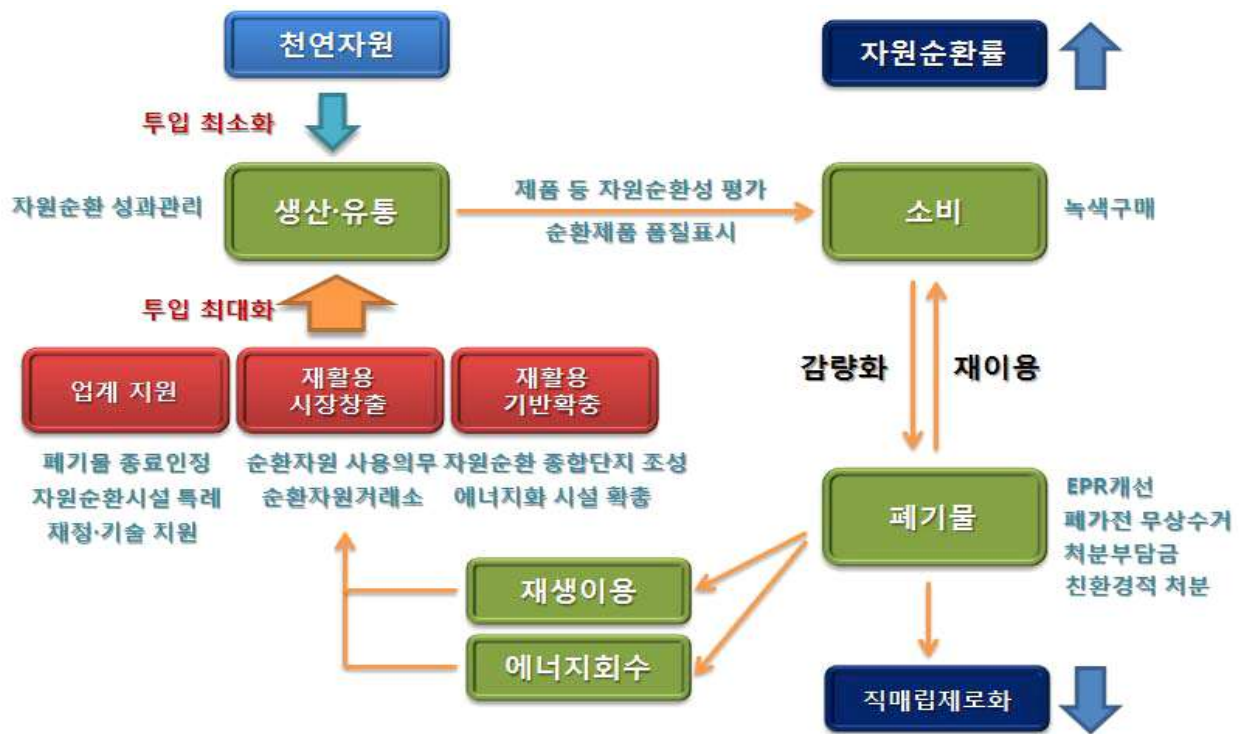 천연자원
자원순환률
투입 최소화
자원순환 성과관리
생산·유통
제품 등 자원순환성 평가
순환제품 품질표시
소비
녹색구매
투입 최대화
감량화
재이용
업계 지원
재활용
시장창출
재활용
기반확충
폐기물 종료인정
자원순환시설 특례
재정·기술 지원
순환자원 사용의무
순환자원거래소
자원순환 종합단지 조성
에너지화 시설 확충
폐기물
EPR개선
폐가전 무상수거
처분부담금
친환경적 처분
재생이용
에너지회수
직매립제로화